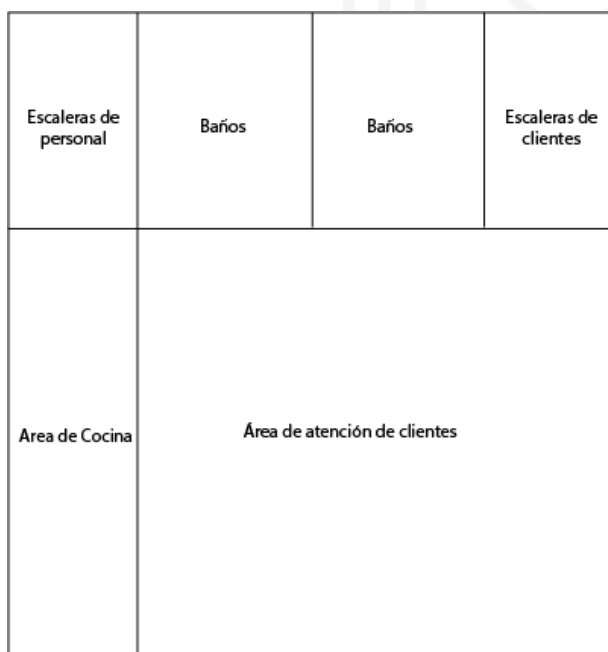 Escaleras de
personal
Baños
Baños
Escaleras de
clientes
Area de Cocina
Área de atención de clientes